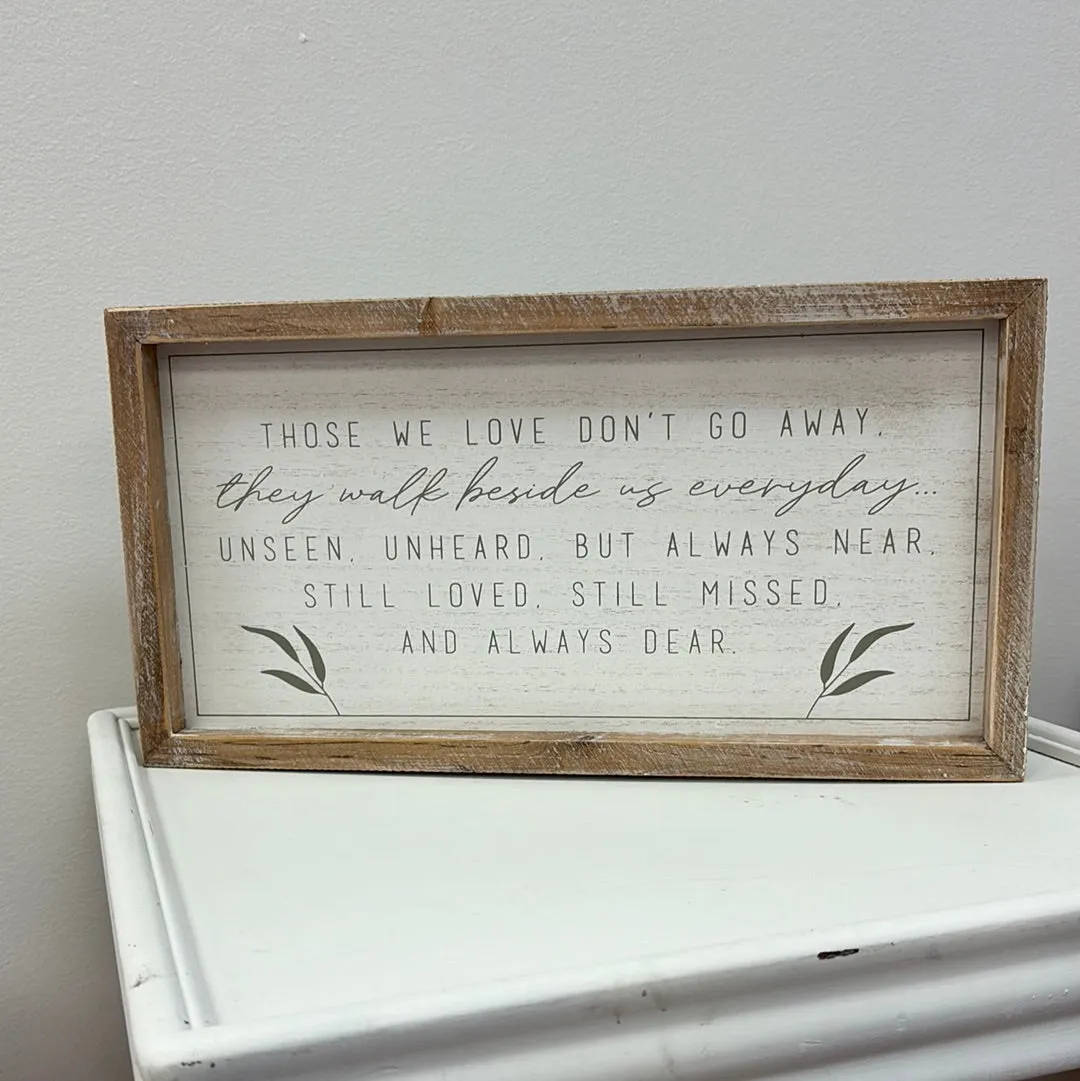 THOSE WE LOVE DON'T GO AWAY,
they walk beside us everyday...
UNSEEN, UNHEARD, BUT ALWAYS NEAR,
STILL LOVED, STILL MISSED,
AND ALWAYS DEAR.